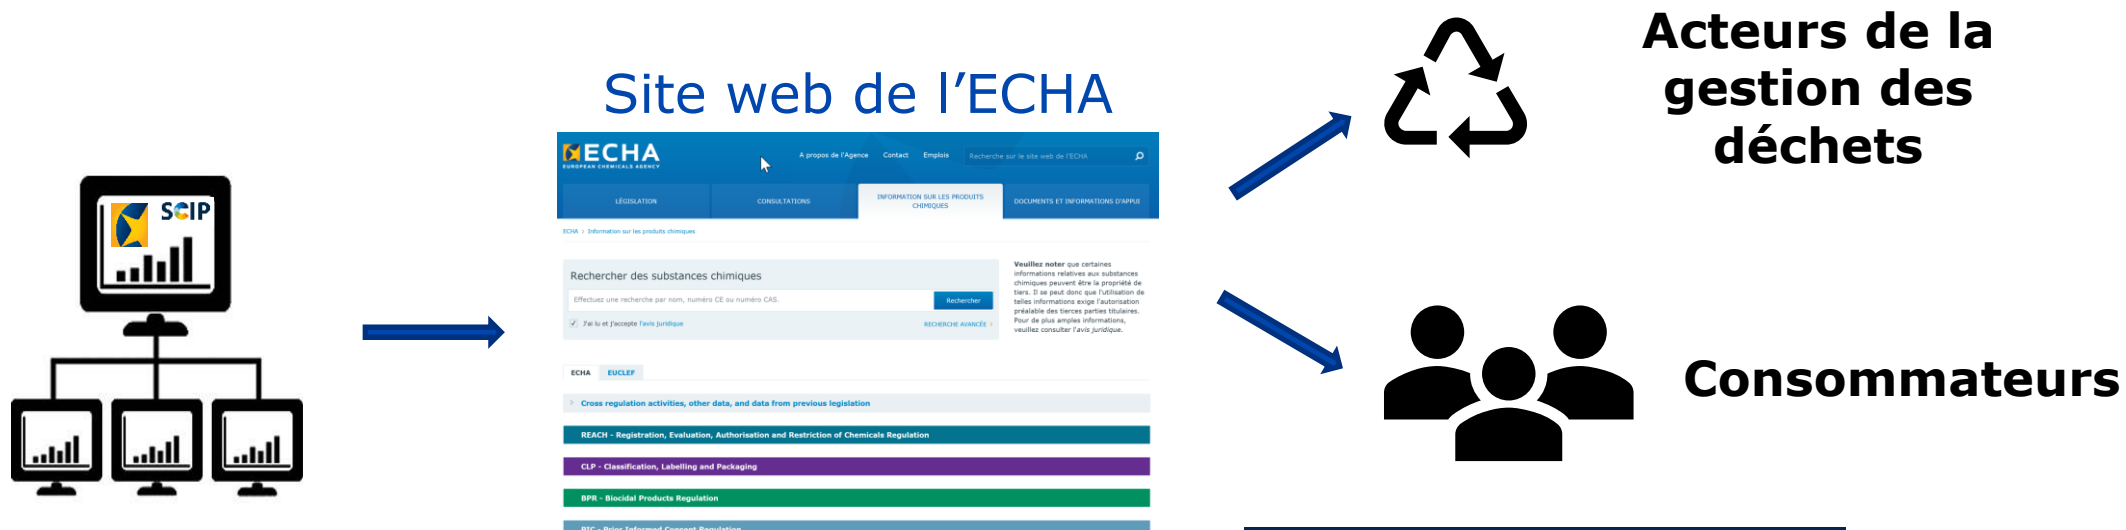 Acteurs de la
gestion des
déchets
Site web de l’ECHA
ECHA
EUROPEAN CHEMICALS AGENCY
A propos de l'Agence Contact Emplois Recherche sur le site web de l'ECHA
LÉGISLATION CONSULTATIONS INFORMATION SUR LES PRODUITS
CHIMIQUES DOCUMENTS ET INFORMATIONS D'APPUI
SCIP
ECHA > Information sur les produits chimiques
Rechercher des substances chimiques
Effectuez une recherche par nom, numéro CE ou numéro CAS. Rechercher
J'ai lu et j'accepte l'avis juridique RECHERCHE AVANCÉE >
Veuillez noter que certaines
informations relatives aux substances
chimiques peuvent être la propriété de
tiers. Il se peut donc que l'utilisation de
telles informations exige l'autorisation
préalable des tierces parties titulaires.
Pour de plus amples informations,
veuillez consulter l'avis juridique.
Consommateurs
ECHA EUCLEF
> Cross regulation activities, other data, and data from previous legislation
REACH - Registration, Evaluation, Authorisation and Restriction of Chemicals Regulation
CLP - Classification, Labelling and Packaging
BPR - Biocidal Products Regulation
PIC - Prior Informed Consent Regulation